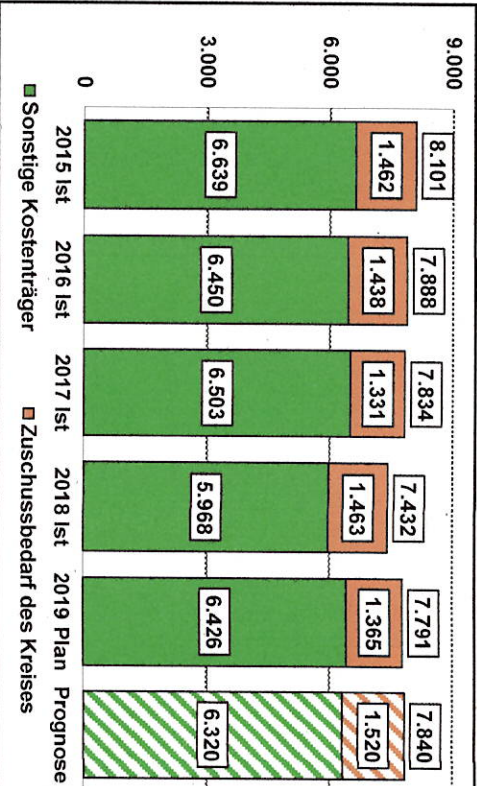 9.000
6.000
3.000
0
8.101
7.888
7.834
7.432
7.791
7.840
1.462
1.438
1.331
1.463
1.365
1.520
6.639
6.450
6.503
5.968
6.426
6.320
2015 Ist
2016 Ist
2017 Ist
2018 Ist
2019 Plan
Prognose
Sonstige Kostenträger
Zuschussbedarf des Kreises